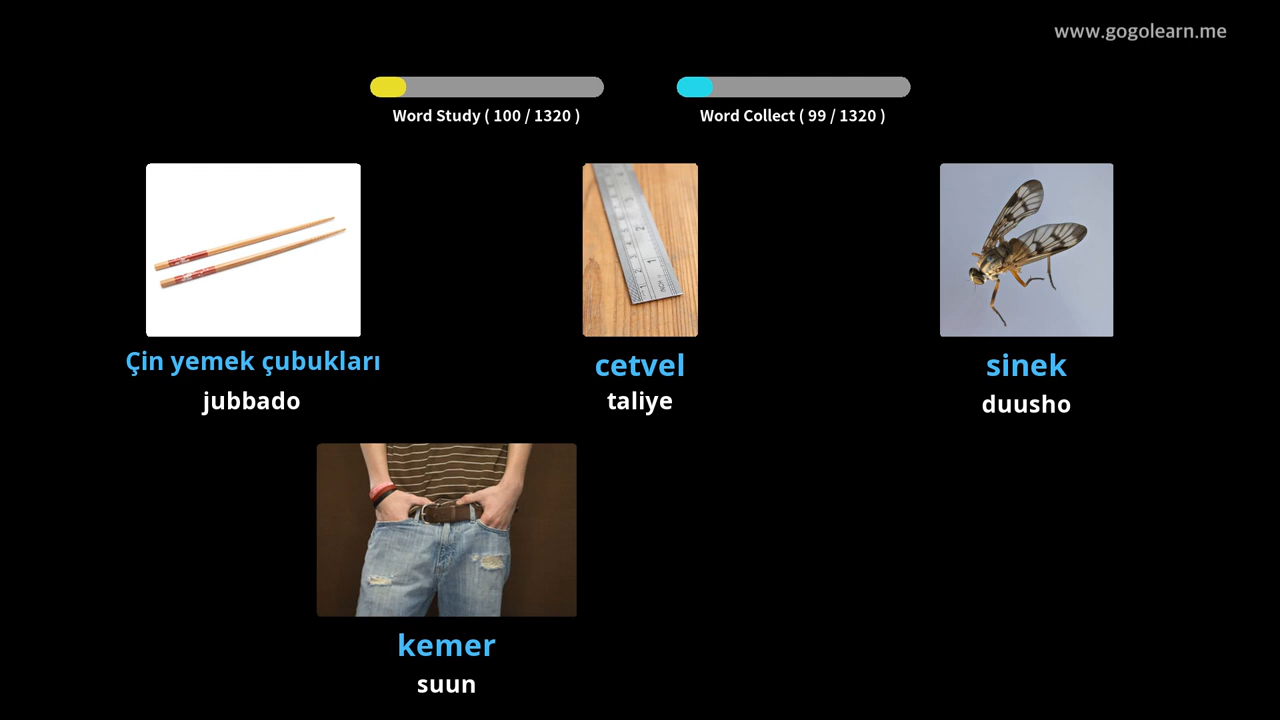 www.gogolearn.me
Word Study ( 100 / 1320 )
Word Collect ( 99 / 1320 )
Çin yemek çubukları
jubbado
cetvel
taliye
sinek
duusho
kemer
suun